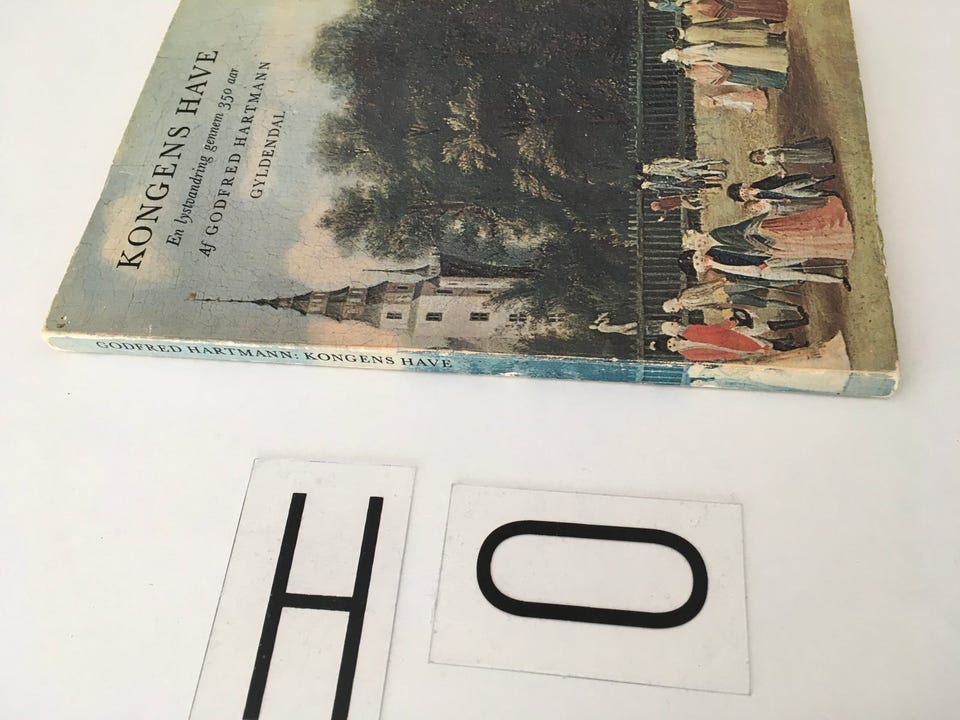 KONGENS HAVE
En lystvandring gennem 350 aar
Af GODFRED HARTMANN
GYLDENDAL
GODFRED HARTMANN: KONGENS HAVE
H O